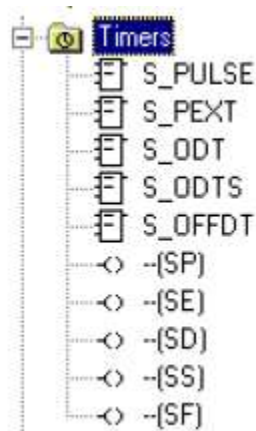 Timers
S_PULSE
S_PEXT
S_ODT
S_ODTS
S_OFFDT
--(SP)
--(SE)
--(SD)
--(SS)
--(SF)